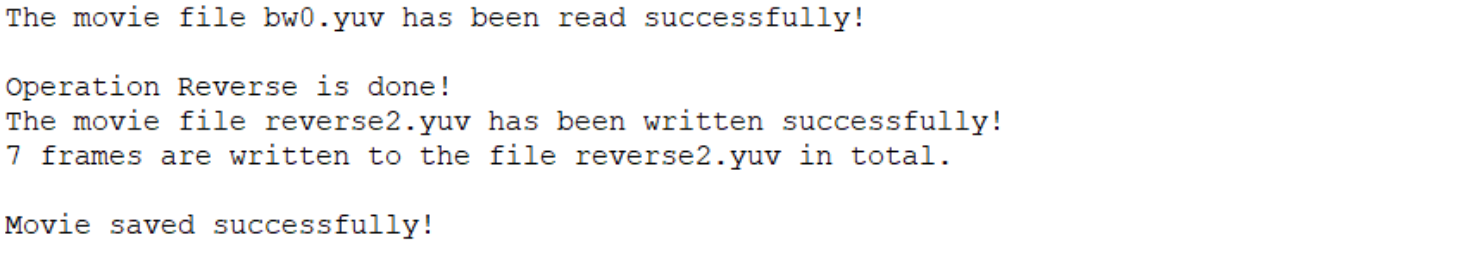 The movie file bw0.yuv has been read successfully!
Operation Reverse is done!
The movie file reverse2.yuv has been written successfully!
7 frames are written to the file reverse2.yuv in total.
Movie saved successfully!